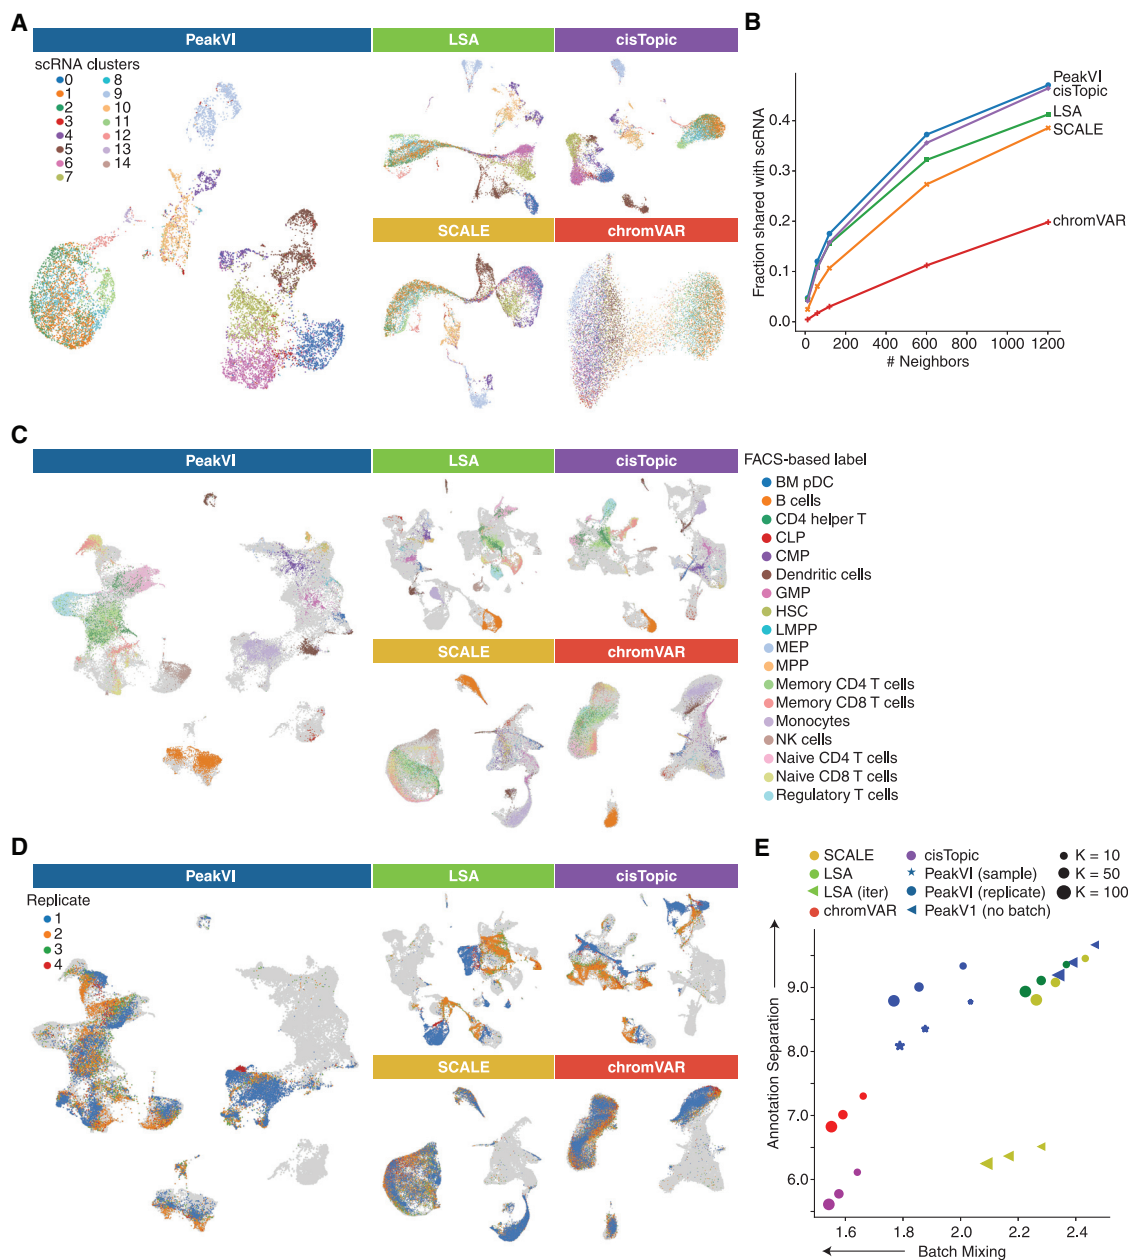 A
PeakVI
LSA
cisTopic
scRNA clusters
0
1
2
3
4
5
6
7
8
9
10
11
12
13
14
SCALE
chromVAR
B
Fraction shared with scRNA
0.4
0.3
0.2
0.1
0.0
0
200
400
600
800
1000
1200
# Neighbors
PeakVI
cisTopic
LSA
SCALE
chromVAR
C
PeakVI
LSA
cisTopic
SCALE
chromVAR
FACS-based label
BM pDC
B cells
CD4 helper T
CLP
CMP
Dendritic cells
GMP
HSC
LMPP
MEP
MPP
Memory CD4 T cells
Memory CD8 T cells
Monocytes
NK cells
Naive CD4 T cells
Naive CD8 T cells
Regulatory T cells
D
PeakVI
LSA
cisTopic
Replicate
1
2
3
4
SCALE
chromVAR
E
SCALE
LSA
LSA (iter)
chromVAR
cisTopic
PeakVI (sample)
PeakVI (replicate)
PeakV1 (no batch)
K = 10
K = 50
K = 100
Annotation Separation
9.0
8.0
7.0
6.0
1.6
1.8
2.0
2.2
2.4
Batch Mixing